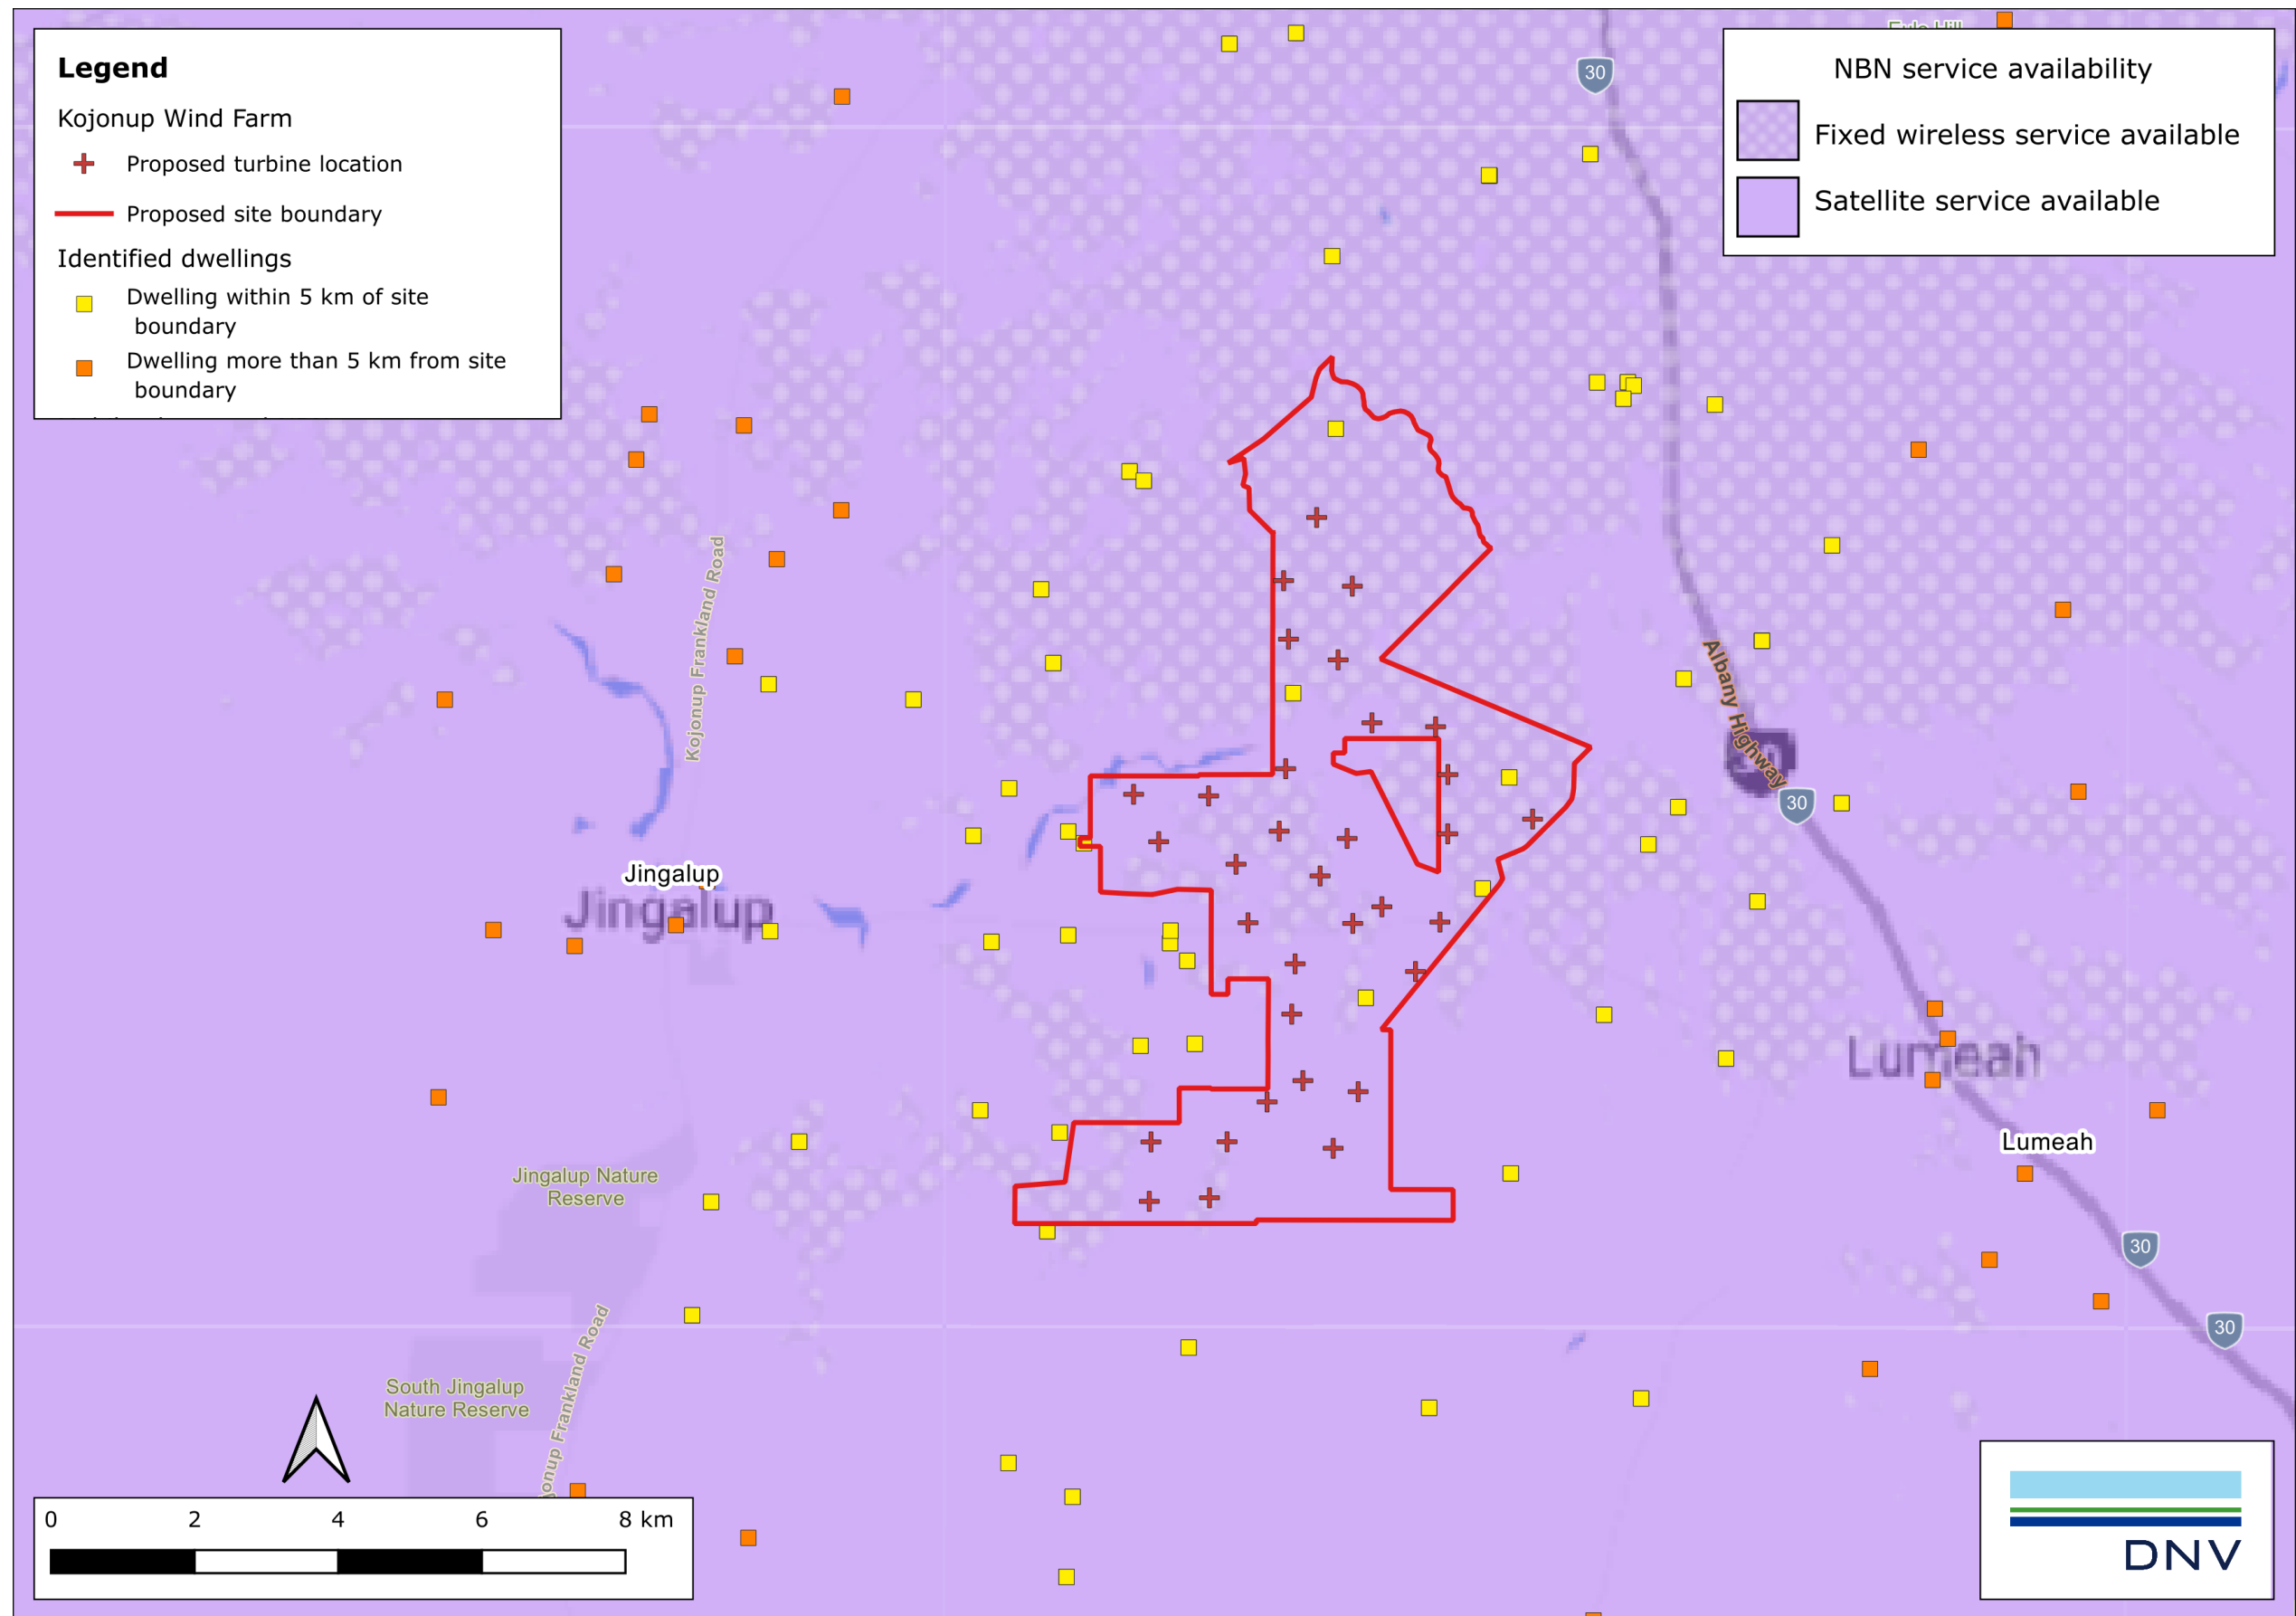 Legend
Kojonup Wind Farm
Proposed turbine location
Proposed site boundary
Identified dwellings
Dwelling within 5 km of site
boundary
Dwelling more than 5 km from site
boundary
NBN service availability
Fixed wireless service available
Satellite service available
30
Kojonup Frankland Road
Albany Highway
30
Jingalup
Jingalup
Lumeah
Lumeah
Jingalup Nature
Reserve
30
30
South Jingalup
Nature Reserve
onup Frankland Road
0 2 4 6 8 km
DNV